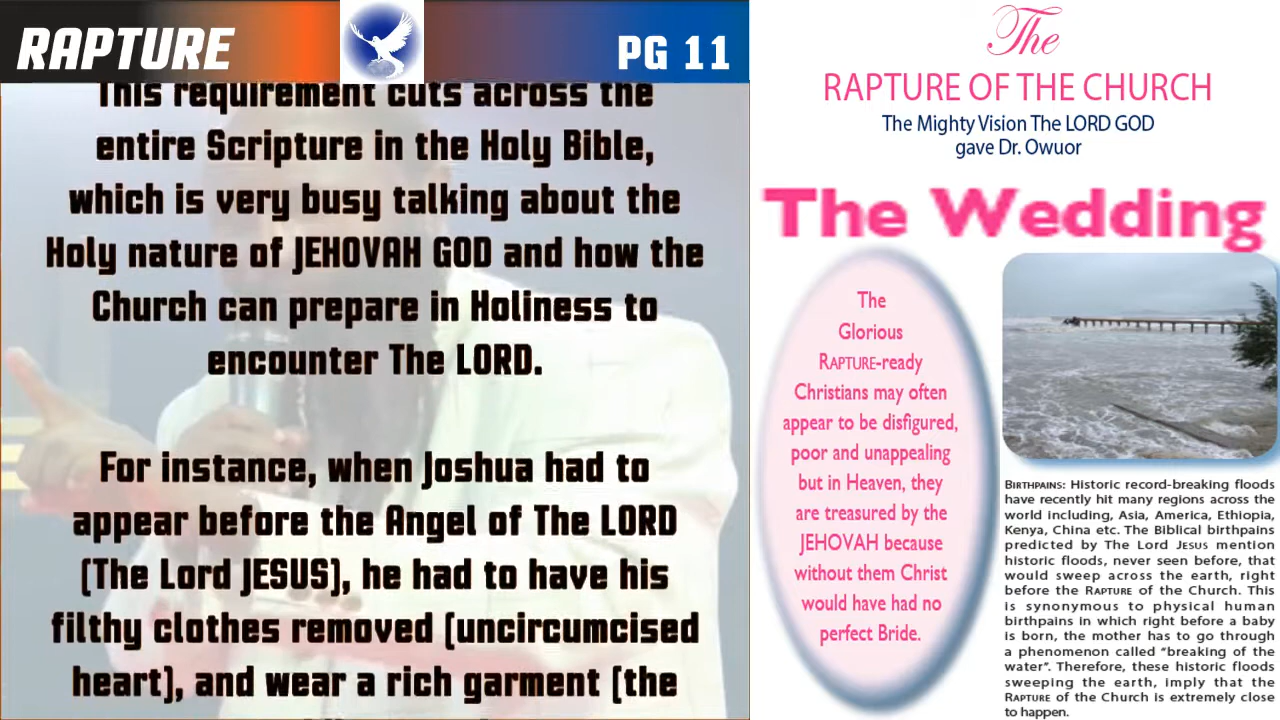 RAPTURE
PG 11
This requirement cuts across the
entire Scripture in the Holy Bible,
which is very busy talking about the
Holy nature of JEHOVAH GOD and how the
Church can prepare in Holiness to
encounter The LORD.
For instance, when Joshua had to
appear before the Angel of The LORD
(The Lord JESUS), he had to have his
filthy clothes removed (uncircumcised
heart), and wear a rich garment (the
The
RAPTURE OF THE CHURCH
The Mighty Vision The LORD GOD
gave Dr. Owuor
The Wedding
The
Glorious
RAPTURE-ready
Christians may often
appear to be disfigured,
poor and unappealing
but in Heaven, they
are treasured by the
JEHOVAH because
without them Christ
would have had no
perfect Bride.
BIRTHPAINS: Historic record-breaking floods
have recently hit many regions across the
world including, Asia, America, Ethiopia,
Kenya, China etc. The Biblical birthpains
predicted by The Lord JESUS mention
historic floods, never seen before, that
would sweep across the earth, right
before the RAPTURE of the Church. This
is synonymous to physical human
birthpains in which right before a baby
is born, the mother has to go through
a phenomenon called "breaking of the
water". Therefore, these historic floods
sweeping the earth, imply that the
RAPTURE of the Church is extremely close
to happen.